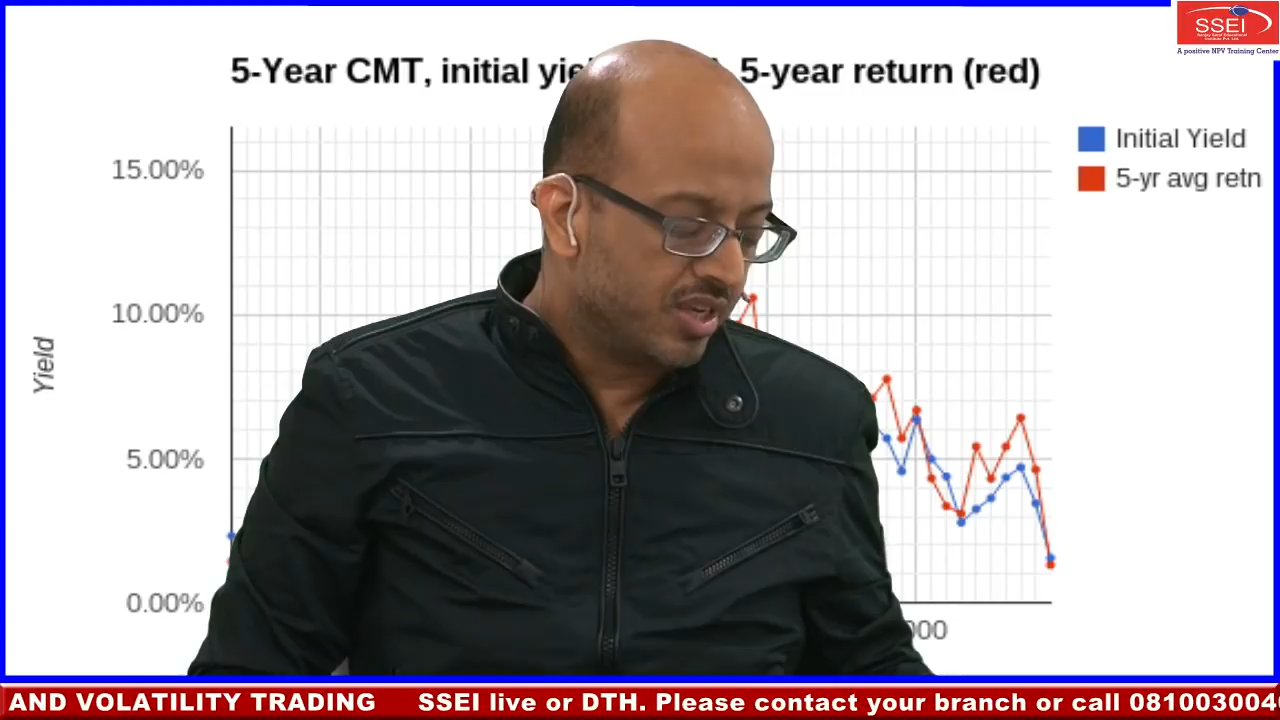 SSEI
A positive NPV Training Center
5-Year CMT, initial yie 5-year return (red)
Initial Yield
5-yr avg retn
15.00%
10.00%
5.00%
0.00%
Yield
000
AND VOLATILITY TRADING SSEI live or DTH. Please contact your branch or call 081003004